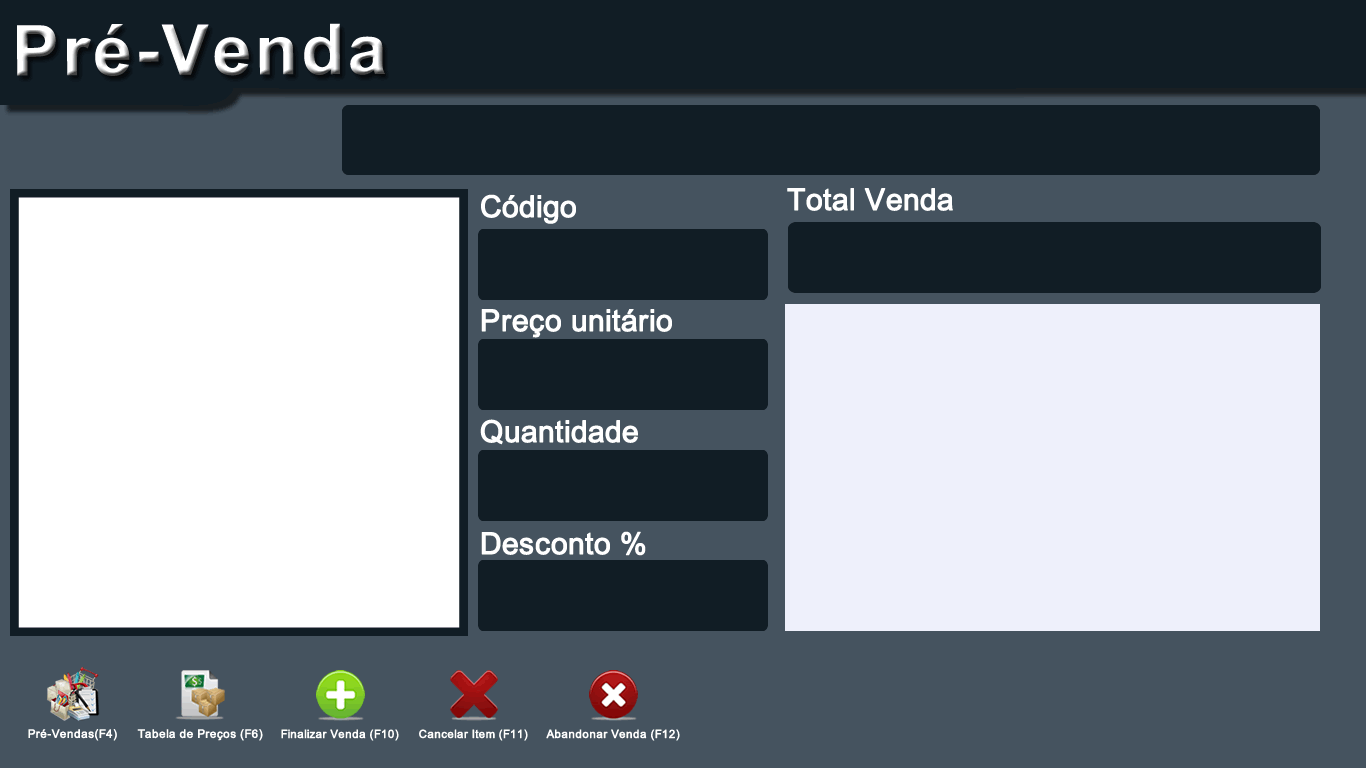 Pré-Venda
Código
Total Venda
Preço unitário
Quantidade
Desconto %
Pré-Vendas(F4)
Tabela de Preços (F6)
Finalizar Venda (F10)
Cancelar Item (F11)
Abandonar Venda (F12)